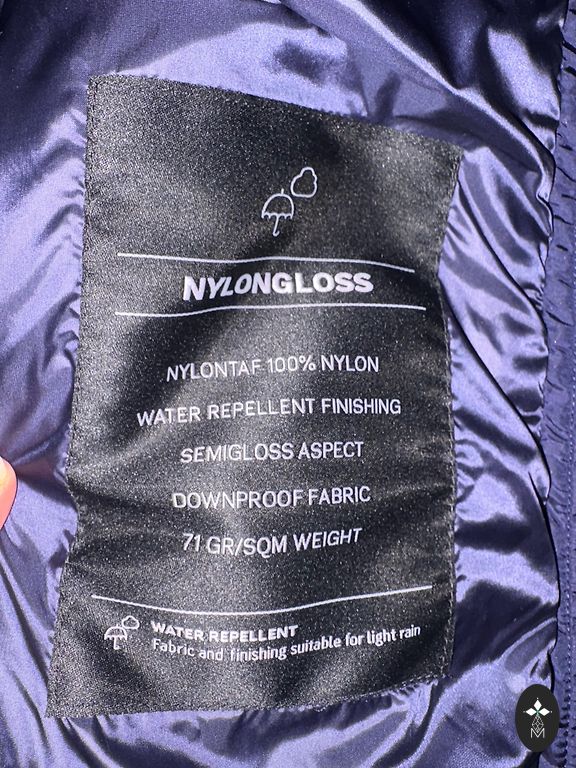 NYLONGLOSS
NYLONTAF 100% NYLON
WATER REPELLENT FINISHING
SEMIGLOSS ASPECT
DOWNPROOF FABRIC
71 GR/SQM WEIGHT
WATER REPELLENT
Fabric and finishing suitable for light rain
M